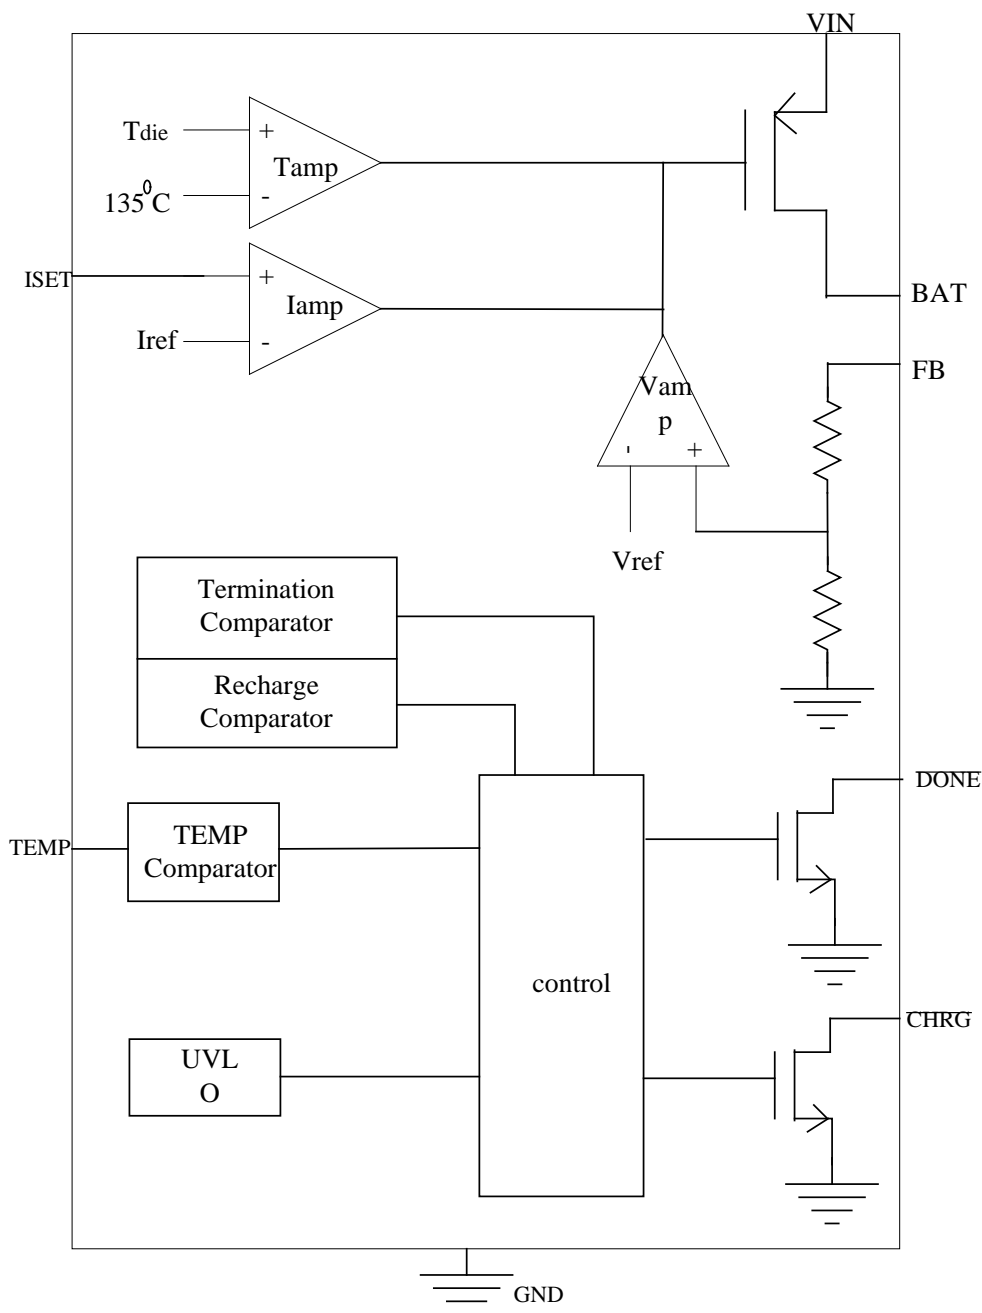 VIN
Tdie
+
Tamp
135⁰C
-
ISET
+
Iamp
Iref
-
BAT
FB
Vam
p
- +
Vref
Termination
Comparator
Recharge
Comparator
DONE
TEMP
TEMP
Comparator
control
CHRG
UVL
O
GND